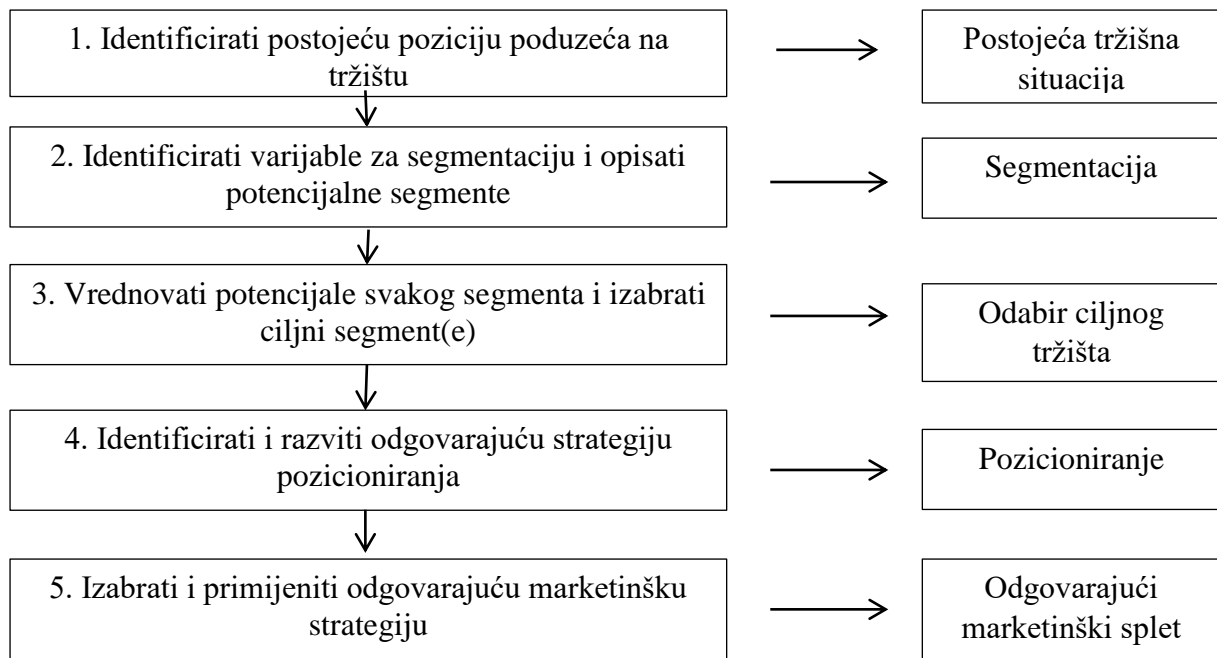 1. Identificirati postojeću poziciju poduzeća na
tržištu
Postojeća tržišna
situacija
2. Identificirati varijable za segmentaciju i opisati
potencijalne segmente
Segmentacija
3. Vrednovati potencijale svakog segmenta i izabrati
ciljni segment(e)
Odabir ciljnog
tržišta
4. Identificirati i razviti odgovarajuću strategiju
pozicioniranja
Pozicioniranje
5. Izabrati i primijeniti odgovarajuću marketinšku
strategiju
Odgovarajući
marketinški splet